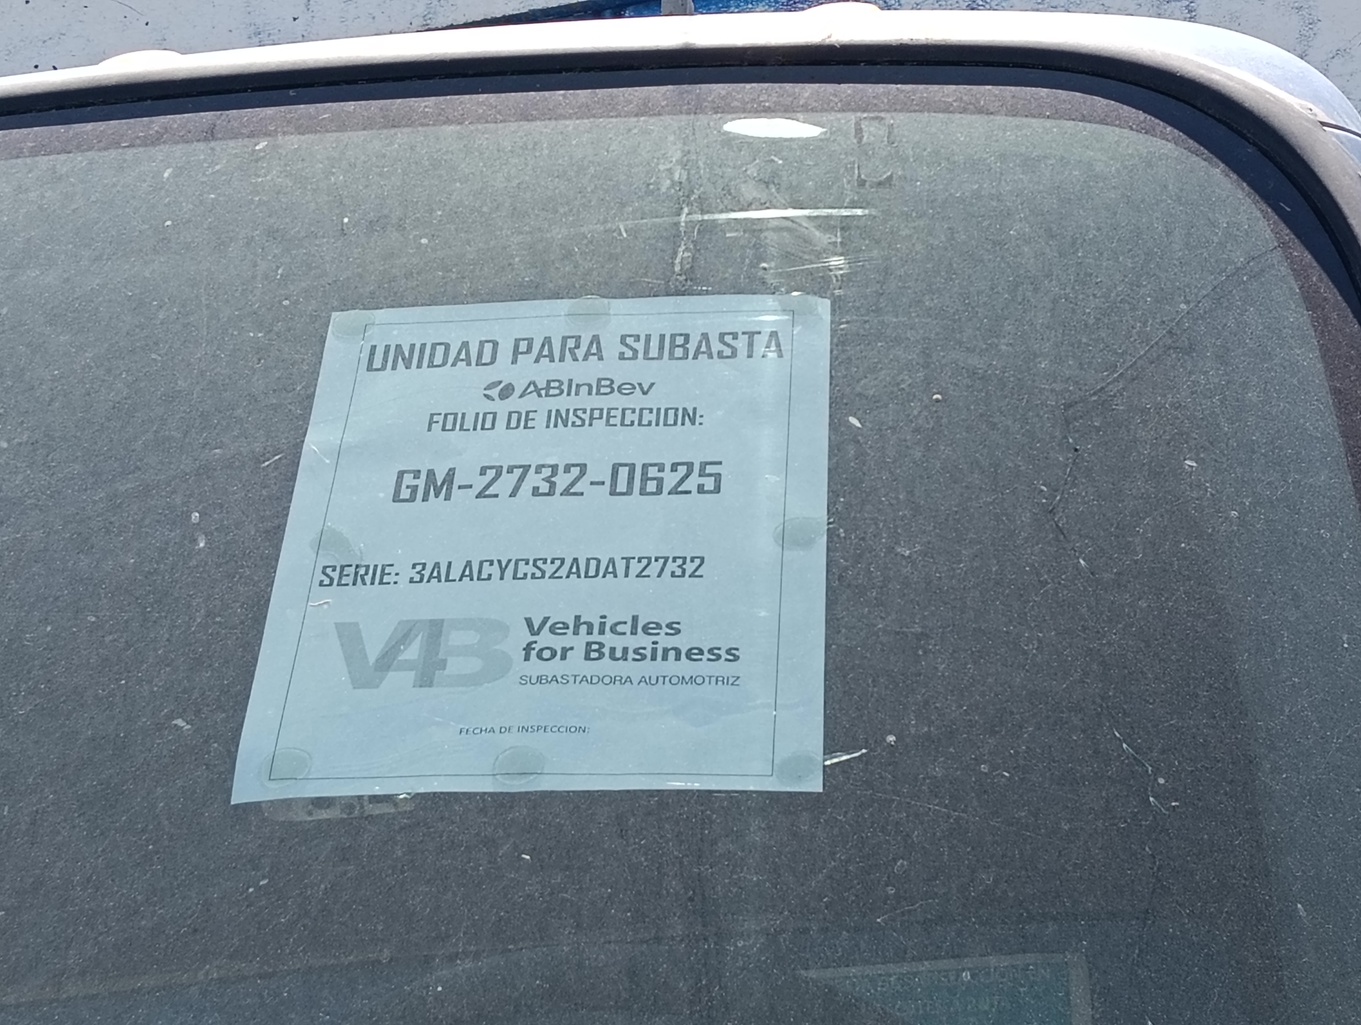 UNIDAD PARA SUBASTA
ABInBev
FOLIO DE INSPECCION:
GM-2732-0625
SERIE: 3ALACYCS2ADAT2732
V4B
Vehicles
for Business
SUBASTADORA AUTOMOTRIZ
FECHA DE INSPECCION: